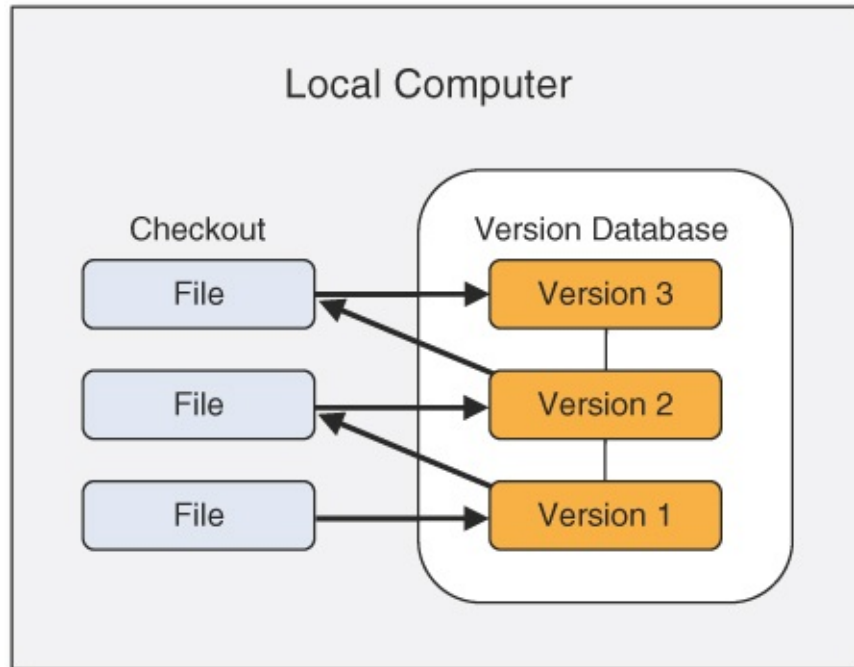 Local Computer
Checkout
Version Database
File
Version 3
File
Version 2
File
Version 1